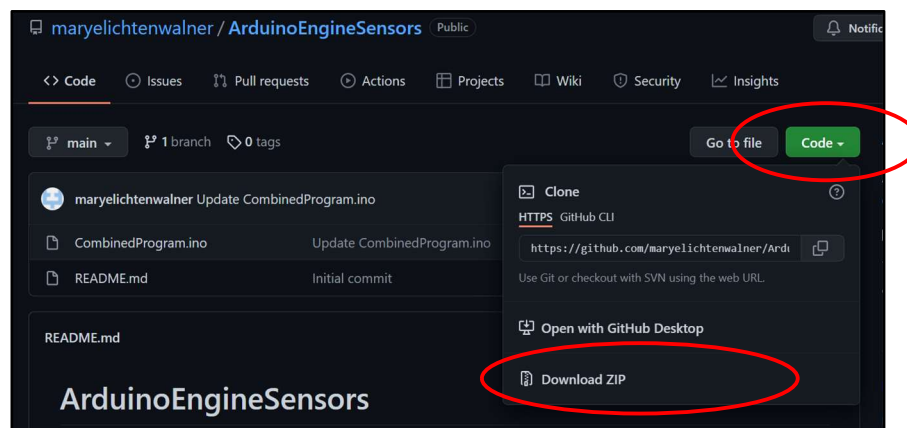 maryelichtenwalner / ArduinoEngineSensors Public
Notific
<> Code Issues Pull requests Actions Projects Wiki Security Insights
main 1 branch 0 tags Go to file Code
maryelichtenwalner Update CombinedProgram.ino
CombinedProgram.ino Update CombinedProgram.ino
README.md Initial commit
Clone
HTTPS GitHub CLI
https://github.com/maryelichtenwalner/Ardu
Use Git or checkout with SVN using the web URL.
Open with GitHub Desktop
Download ZIP
README.md
ArduinoEngineSensors